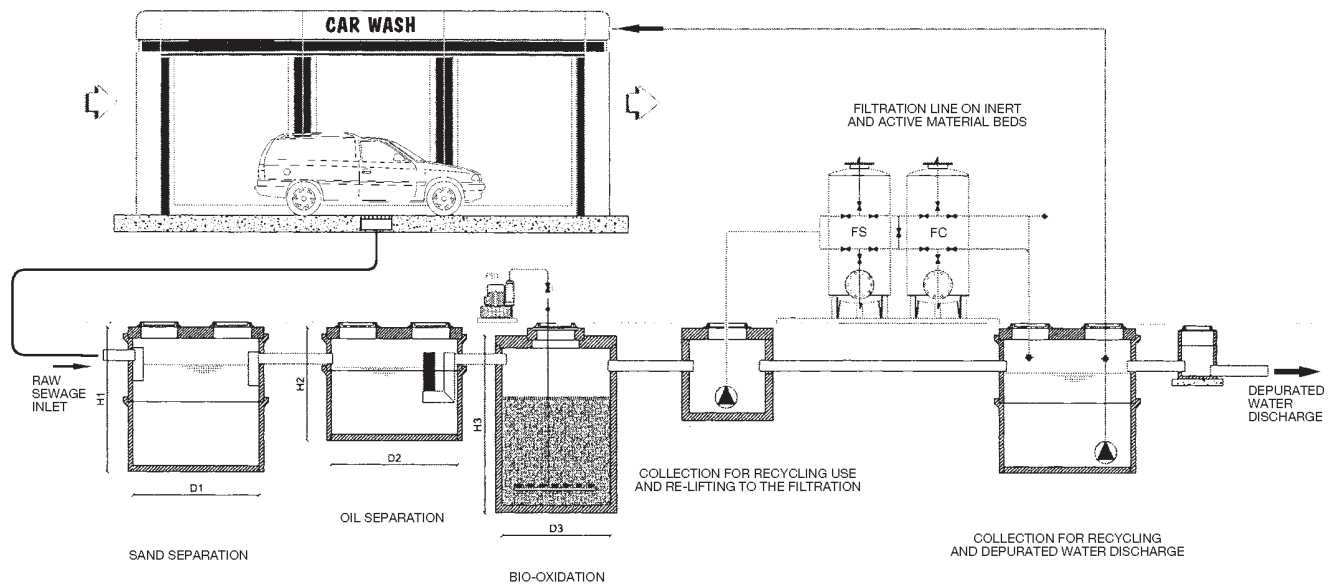 CAR WASH
FILTRATION LINE ON INERT
AND ACTIVE MATERIAL BEDS
FS
FC
RAW
SEWAGE
INLET
H1
H2
H3
D1
D2
D3
DEPURATED
WATER
DISCHARGE
COLLECTION FOR RECYCLING USE
AND RE-LIFTING TO THE FILTRATION
OIL SEPARATION
SAND SEPARATION
BIO-OXIDATION
COLLECTION FOR RECYCLING
AND DEPURATED WATER DISCHARGE